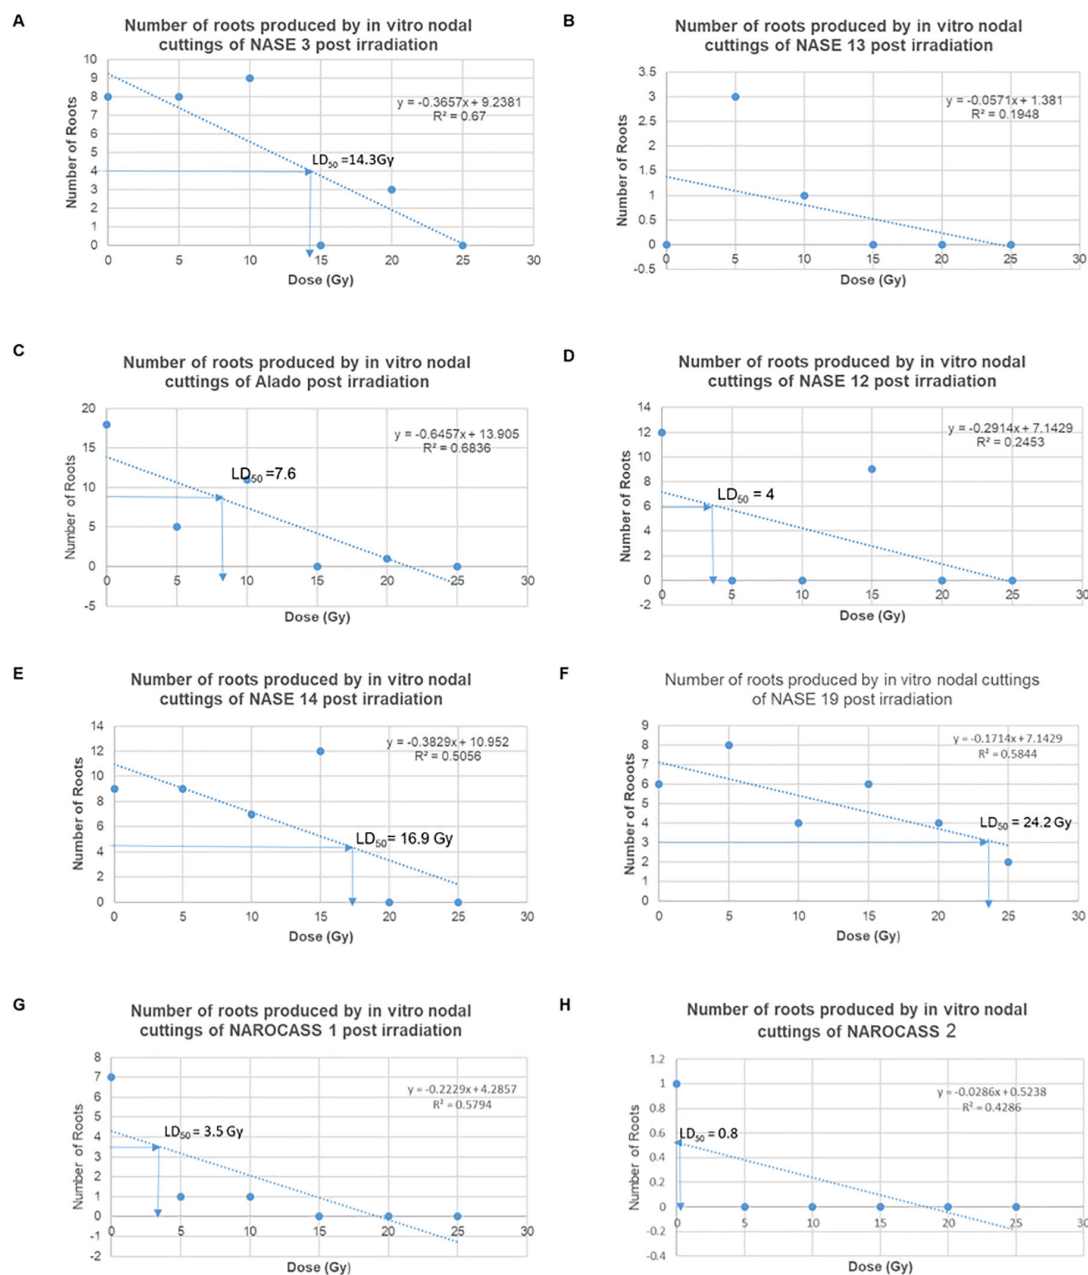 A
Number of roots produced by in vitro nodal
cuttings of NASE 3 post irradiation
Number of Roots
10
9
8
7
6
5
4
3
2
1
0
y = -0.3657x + 9.2381
R² = 0.67
LD50 =14.3Gy
0 5 10 15 20 25 30
Dose (Gy)
B
Number of roots produced by in vitro nodal
cuttings of NASE 13 post irradiation
Number of Roots
3.5
3
2.5
2
1.5
1
0.5
0
-0.5
y = -0.0571x + 1.381
R² = 0.1948
0 5 10 15 20 25 30
Dose (Gy)
C
Number of roots produced by in vitro nodal
cuttings of Alado post irradiation
Number of Roots
20
15
10
5
0
-5
y = -0.6457x + 13.905
R² = 0.6836
LD50 =7.6
0 5 10 15 20 25 30
Dose (Gy)
D
Number of roots produced by in vitro nodal
cuttings of NASE 12 post irradiation
Number of Roots
14
12
10
8
6
4
2
0
-2
y = -0.2914x + 7.1429
R² = 0.2453
LD50 = 4
0 5 10 15 20 25 30
Dose (Gy)
E
Number of roots produced by in vitro nodal
cuttings of NASE 14 post irradiation
Number of Roots
14
12
10
8
6
4
2
0
y = -0.3829x + 10.952
R² = 0.5056
LD50= 16.9 Gy
0 5 10 15 20 25 30
Dose (Gy)
F
Number of roots produced by in vitro nodal cuttings
of NASE 19 post irradiation
Number of Rooots
9
8
7
6
5
4
3
2
1
0
y = -0.1714x + 7.1429
R² = 0.5844
LD50 = 24.2 Gy
0 5 10 15 20 25 30
Dose (Gy)
G
Number of roots produced by in vitro nodal
cuttings of NAROCASS 1 post irradiation
Number of Roots
8
7
6
5
4
3
2
1
0
-1
-2
y = -0.2229x + 4.2857
R² = 0.5794
LD50 = 3.5 Gy
0 5 10 15 20 25 30
Dose (Gy)
H
Number of roots produced by in vitro nodal
cuttings of NAROCASS 2
Number of Roots
1.2
1
0.8
0.6
0.4
0.2
0
-0.2
-0.4
y = -0.0286x + 0.5238
R² = 0.4286
LD50 = 0.8
0 5 10 15 20 25 30
Dose (Gy)